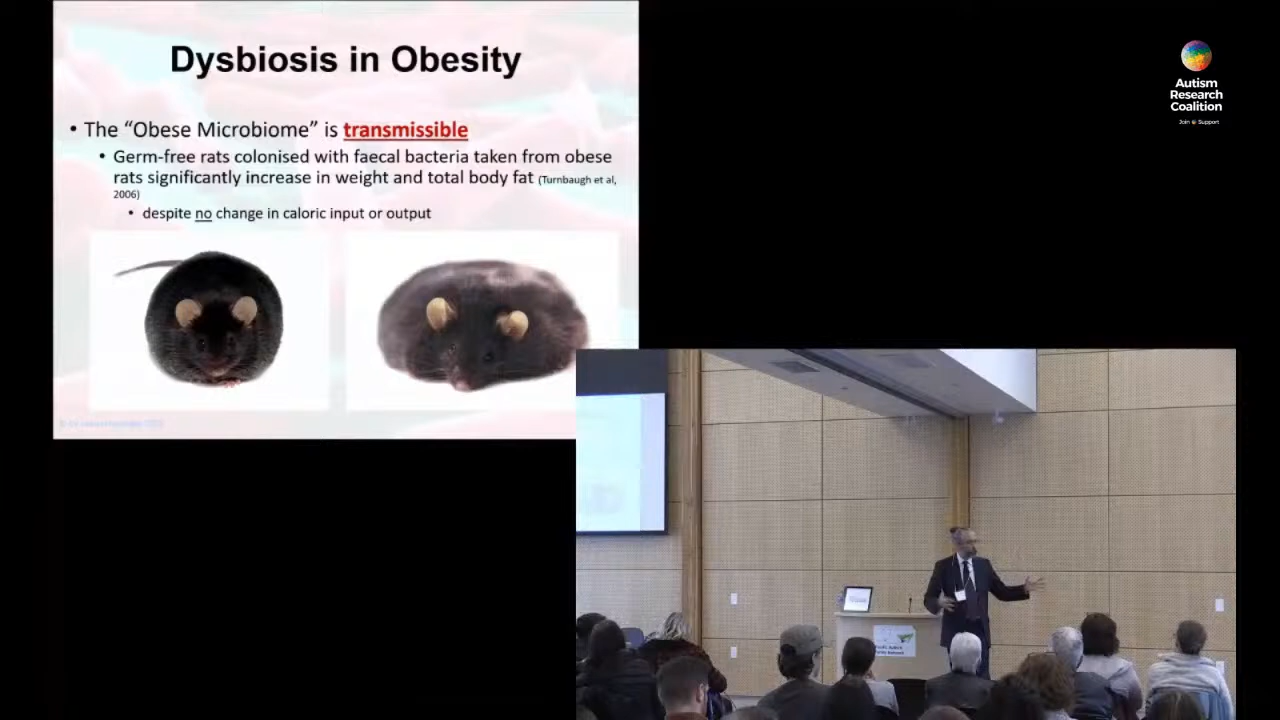 Dysbiosis in Obesity
• The “Obese Microbiome” is transmissible
• Germ-free rats colonised with faecal bacteria taken from obese
rats significantly increase in weight and total body fat (Turnbaugh et al,
2006)
• despite no change in caloric input or output
Autism
Research
Coalition
Join Support